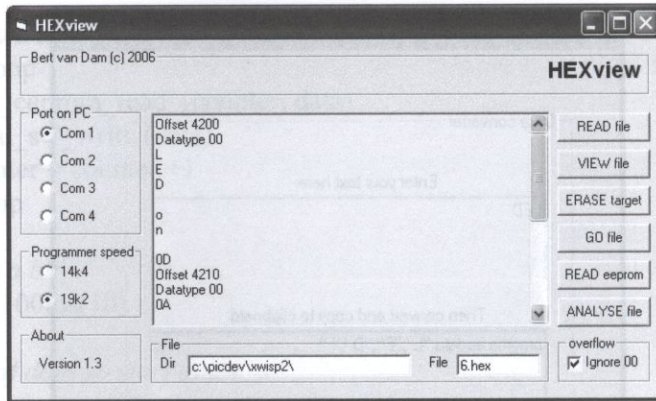 HEXview
Bert van Dam (c) 2006
HEXview
Port on PC
Com 1
Com 2
Com 3
Com 4
Programmer speed
14k4
19k2
About
Version 1.3
Offset 4200
Datatype 00
L
E
D
o
n
0D
Offset 4210
Datatype 00
0A
File
Dir c:\picdev\xwisp2\ File 6.hex
READ file
VIEW file
ERASE target
GO file
READ eeprom
ANALYSE file
overflow
Ignore 00